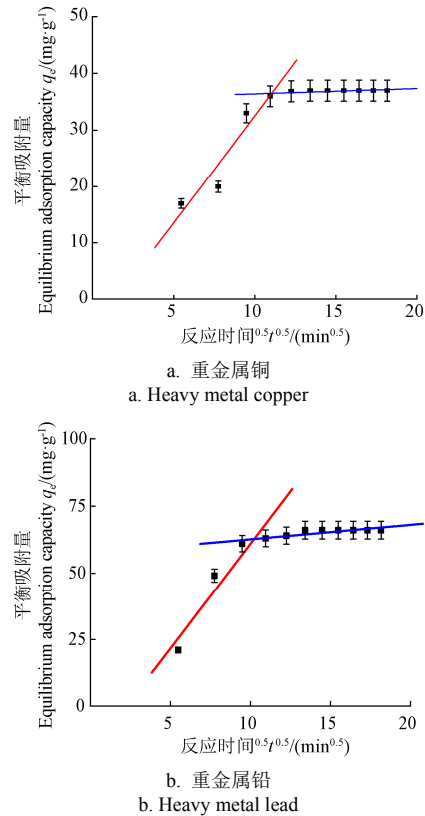 50
40
30
20
10
0
平衡吸附量
Equilibrium adsorption capacity qe/(mg·g-1)
5 10 15 20
反应时间0.5t0.5/(min0.5)
a. 重金属铜
a. Heavy metal copper
100
75
50
25
0
平衡吸附量
Equilibrium adsorption capacity qe/(mg·g-1)
5 10 15 20
反应时间0.5t0.5/(min0.5)
b. 重金属铅
b. Heavy metal lead